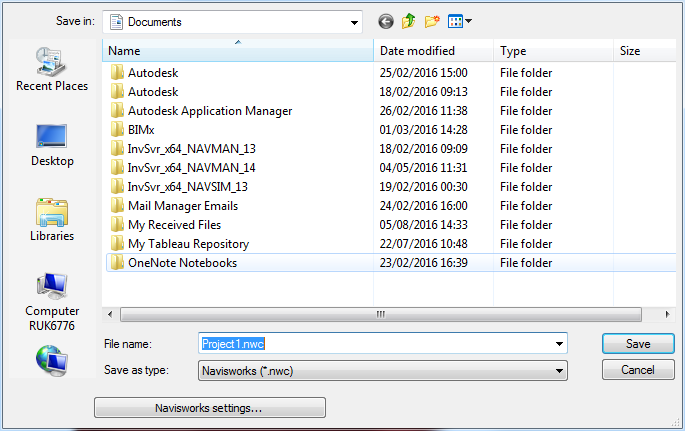 Save in: Documents
Name Date modified Type Size
Autodesk 25/02/2016 15:00 File folder
Autodesk 18/02/2016 09:13 File folder
Autodesk Application Manager 26/02/2016 11:38 File folder
BIMx 01/03/2016 14:28 File folder
InvSvr_x64_NAVMAN_13 18/02/2016 09:09 File folder
InvSvr_x64_NAVMAN_14 04/05/2016 11:31 File folder
InvSvr_x64_NAVSIM_13 19/02/2016 00:30 File folder
Mail Manager Emails 24/02/2016 16:00 File folder
My Received Files 05/08/2016 14:33 File folder
My Tableau Repository 22/07/2016 10:48 File folder
OneNote Notebooks 23/02/2016 16:39 File folder
Recent Places
Desktop
Libraries
Computer
RUK6776
File name: Project1.nwc Save
Save as type: Navisworks (*.nwc) Cancel
Navisworks settings...